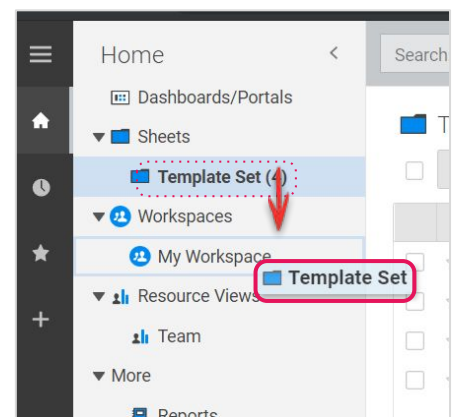 Home
Search
Dashboards/Portals
Sheets
Template Set (4)
Workspaces
My Workspace
Template Set
Resource Views
Team
More
Reports